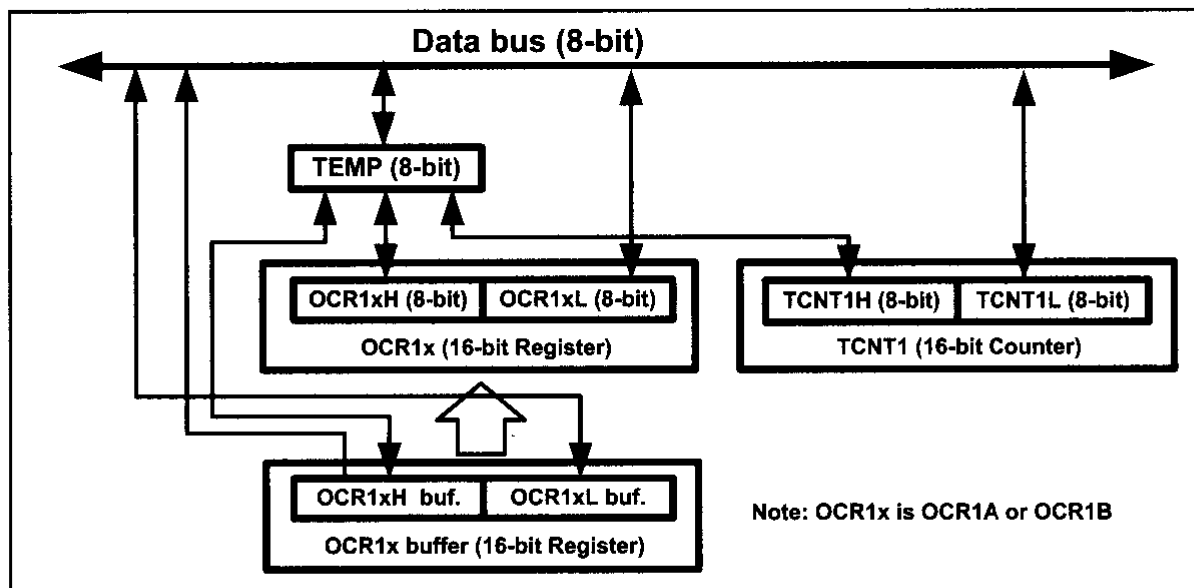 Data bus (8-bit)
TEMP (8-bit)
OCR1xH (8-bit) OCR1xL (8-bit)
OCR1x (16-bit Register)
TCNT1H (8-bit) TCNT1L (8-bit)
TCNT1 (16-bit Counter)
OCR1xH buf. OCR1xL buf.
OCR1x buffer (16-bit Register)
Note: OCR1x is OCR1A or OCR1B